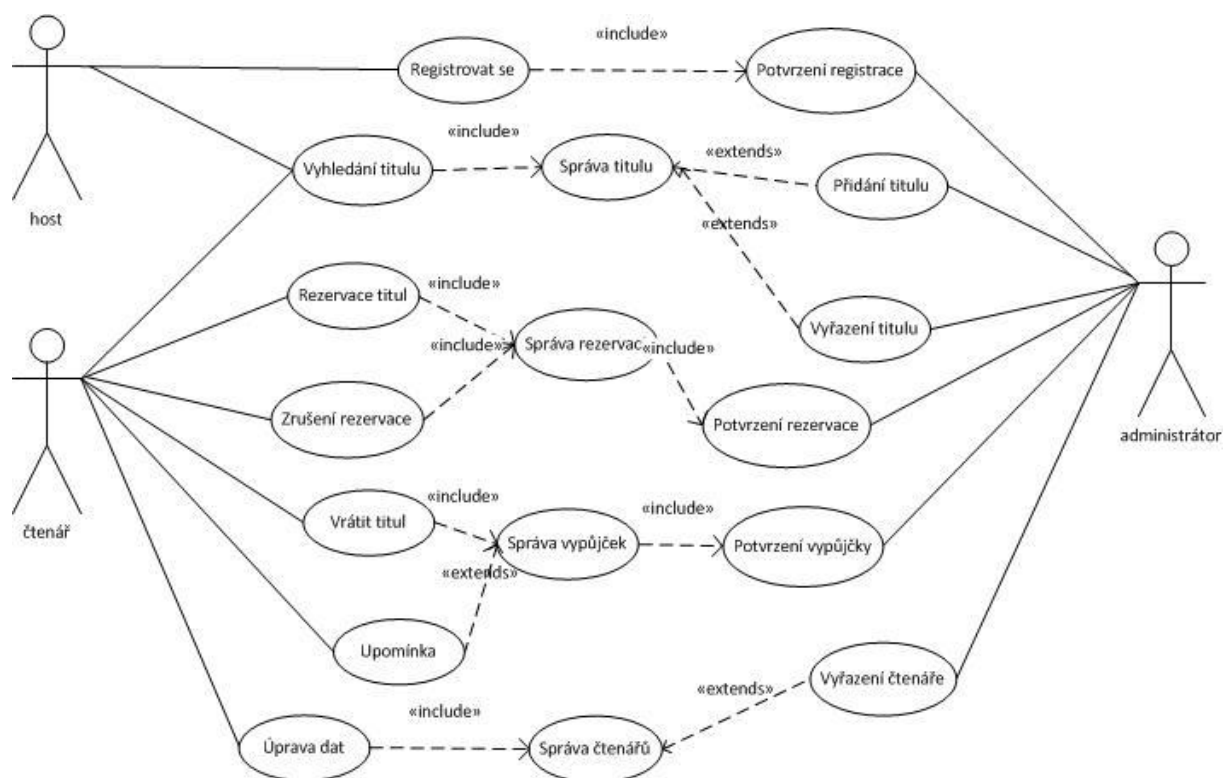 «include»
Registrovat se
Potvrzení registrace
«include»
Vyhledání titulu
Správa titulu
«extends»
Přidání titulu
host
«extends»
Rezervace titul
«include»
«include»
Správa rezervac
«include»
Vyřazení titulu
Zrušení rezervace
Potvrzení rezervace
administrátor
čtenář
Vrátit titul
«include»
Správa vypůjček
«include»
Potvrzení vypůjčky
«extends»
Upomínka
Vyřazení čtenáře
«extends»
«include»
Úprava dat
Správa čtenářů